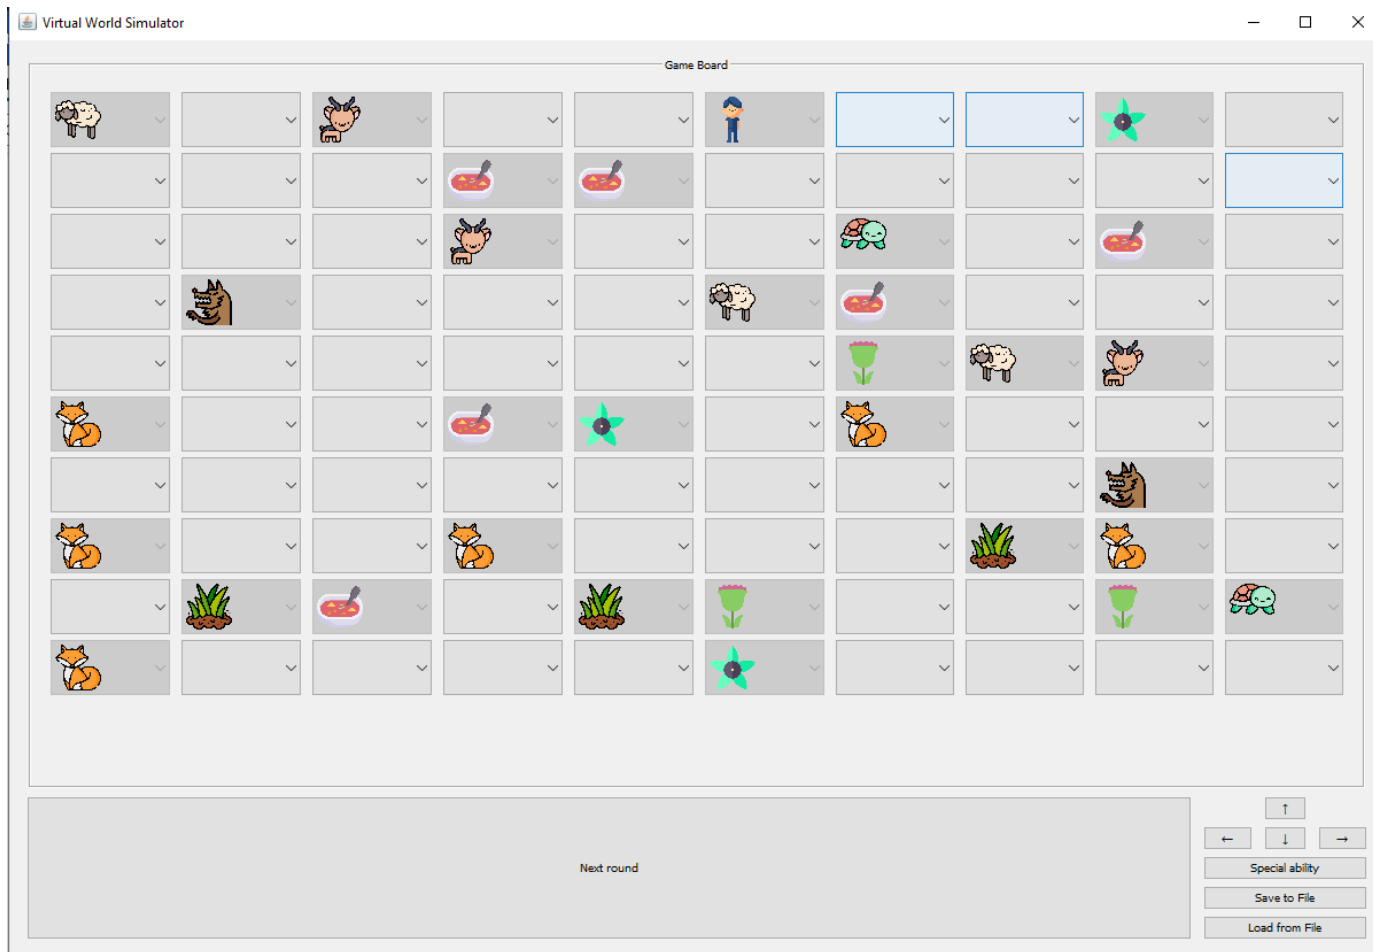 Virtual World Simulator
Game Board
Next round
↑
← ↓ →
Special ability
Save to File
Load from File